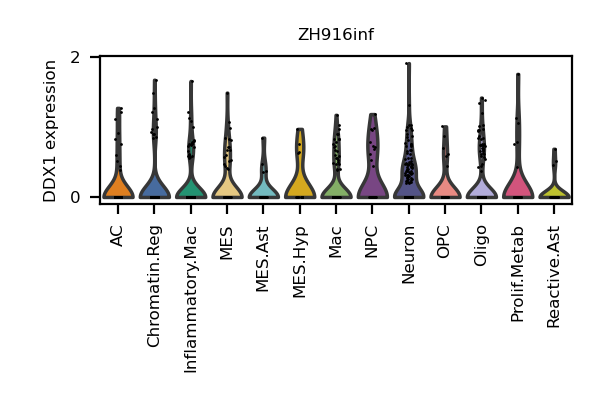 ZH916inf
DDX1 expression
2
0
AC
Chromatin.Reg
Inflammatory.Mac
MES
MES.Ast
MES.Hyp
Mac
NPC
Neuron
OPC
Oligo
Prolif.Metab
Reactive.Ast